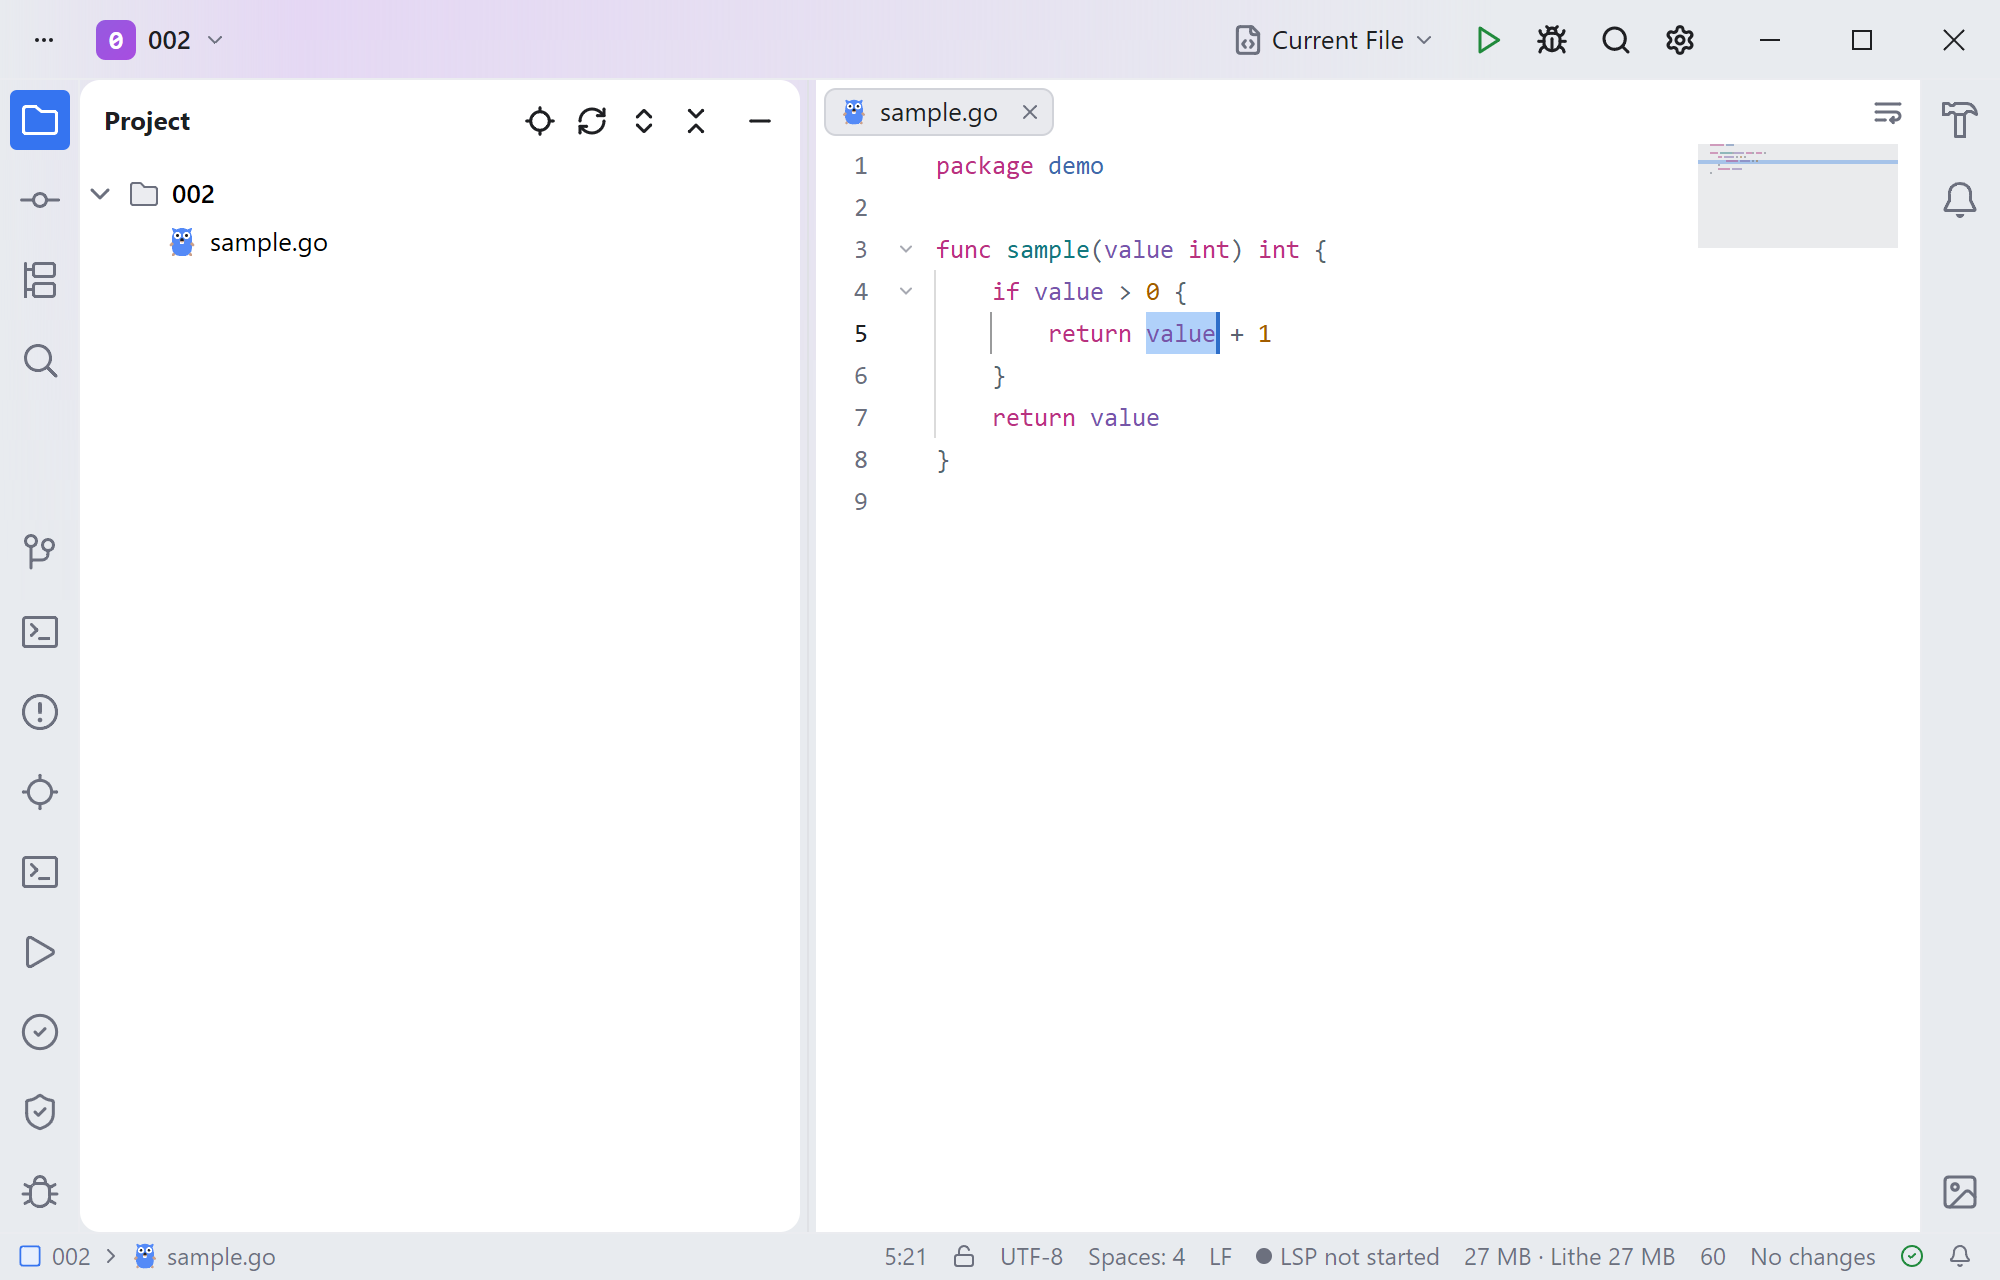 0 002 Current File
Project
002
sample.go
sample.go
1 package demo
2
3 func sample(value int) int {
4 if value > 0 {
5 return value + 1
6 }
7 return value
8 }
9
002 sample.go 5:21 UTF-8 Spaces: 4 LF LSP not started 27 MB · Lithe 27 MB 60 No changes